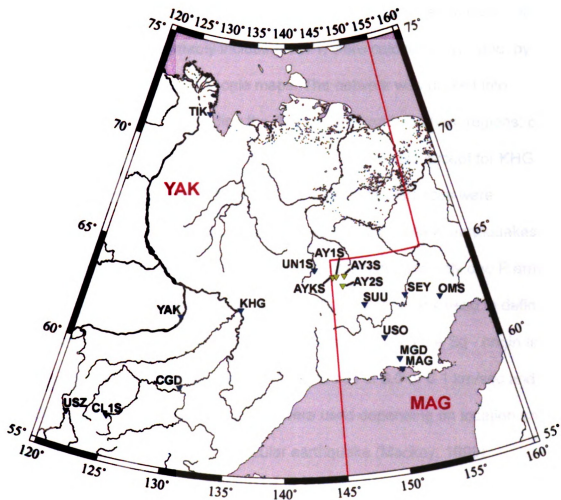 120° 125° 130° 135° 140° 145° 150° 155° 160°
75° 75°
TIK
70° 70°
YAK
65° 65°
AY1S
UN1S AY3S
AYKS AY2S
SEY OMS
SUU
YAK KHG
60° 60°
USO
MGD
MAG
CGD
MAG
USZ
CL1S
55° 55°
120° 125° 130° 135° 140° 145° 150° 155° 160°